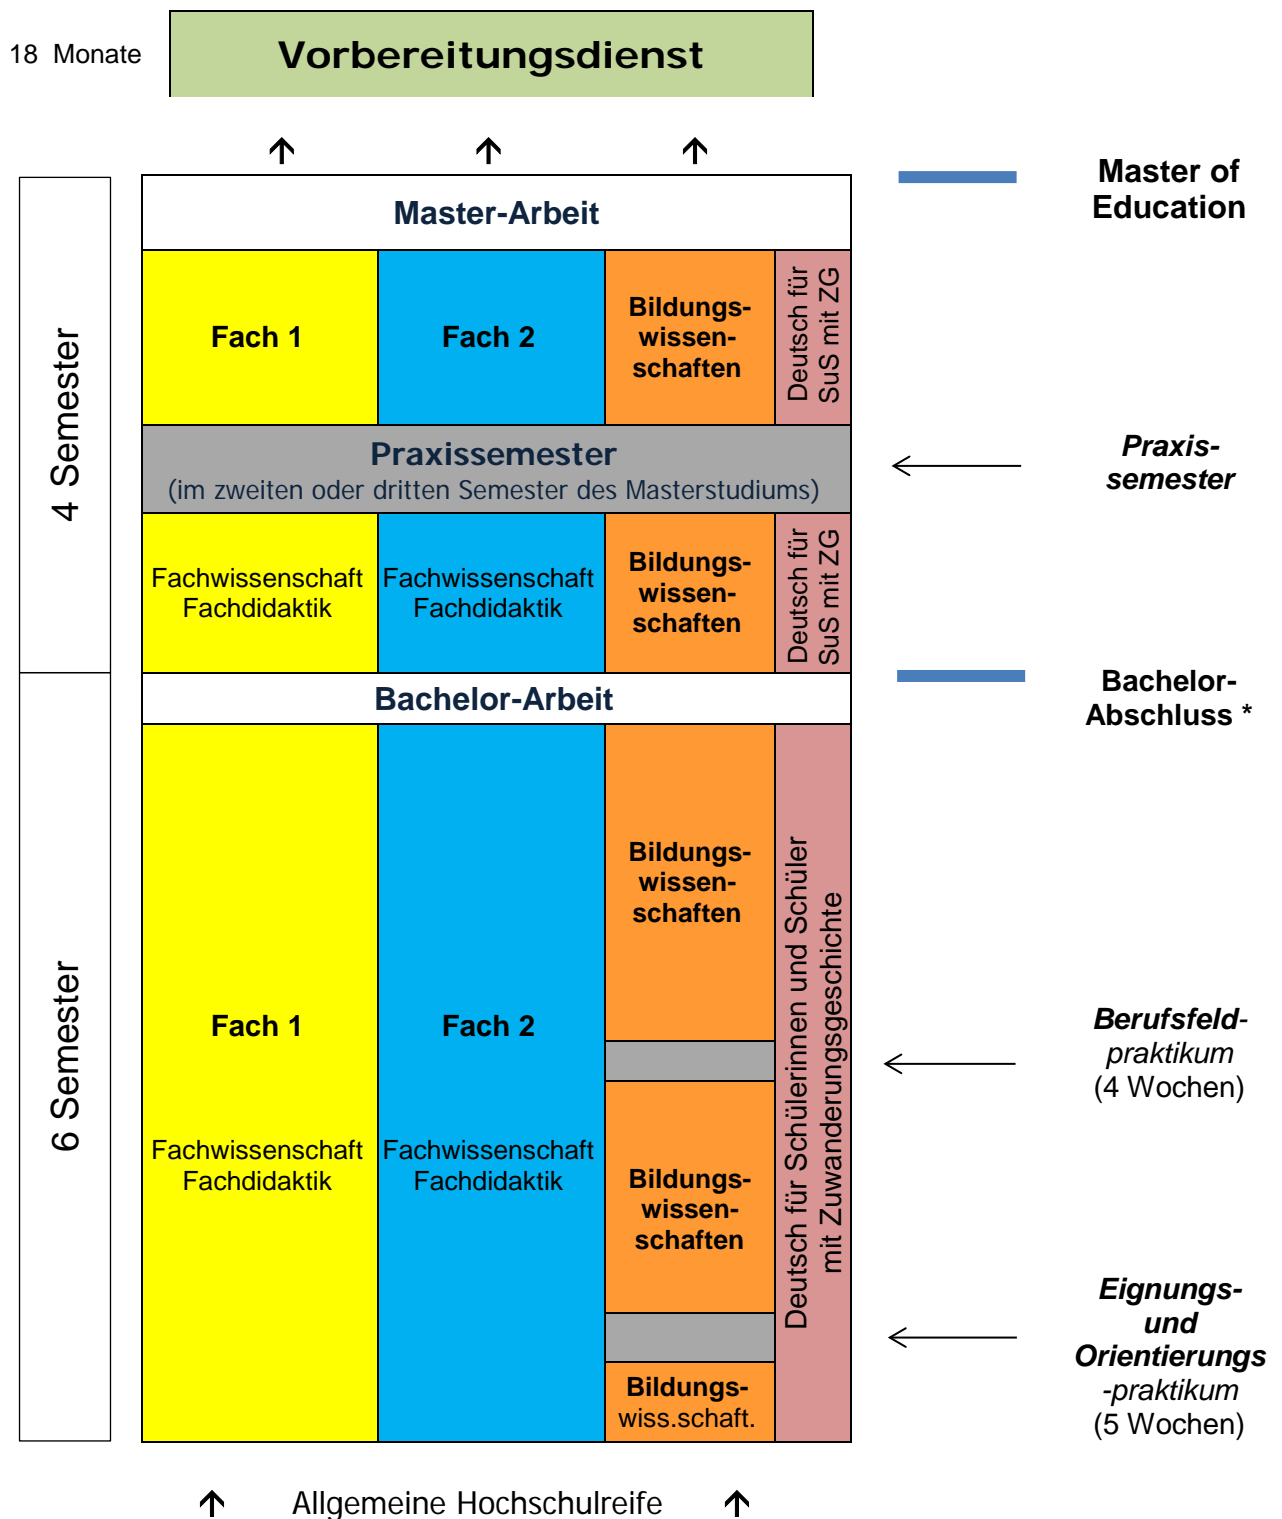 18 Monate
Vorbereitungsdienst
Master of
Education
4 Semester
Master-Arbeit
Fach 1
Fach 2
Bildungs-
wissen-
schaften
Deutsch für
SuS mit ZG
Praxissemester
(im zweiten oder dritten Semester des Masterstudiums)
Praxis-
semester
Fachwissenschaft
Fachdidaktik
Fachwissenschaft
Fachdidaktik
Bildungs-
wissen-
schaften
Deutsch für
SuS mit ZG
Bachelor-Arbeit
Bachelor-
Abschluss *
6 Semester
Fach 1
Fachwissenschaft
Fachdidaktik
Fach 2
Fachwissenschaft
Fachdidaktik
Bildungs-
wissen-
schaften
Bildungs-
wissen-
schaften
Bildungs-
wiss.schaft.
Deutsch für Schülerinnen und Schüler
mit Zuwanderungsgeschichte
Berufsfeld-
praktikum
(4 Wochen)
Eignungs-
und
Orientierungs
-praktikum
(5 Wochen)
Allgemeine Hochschulreife